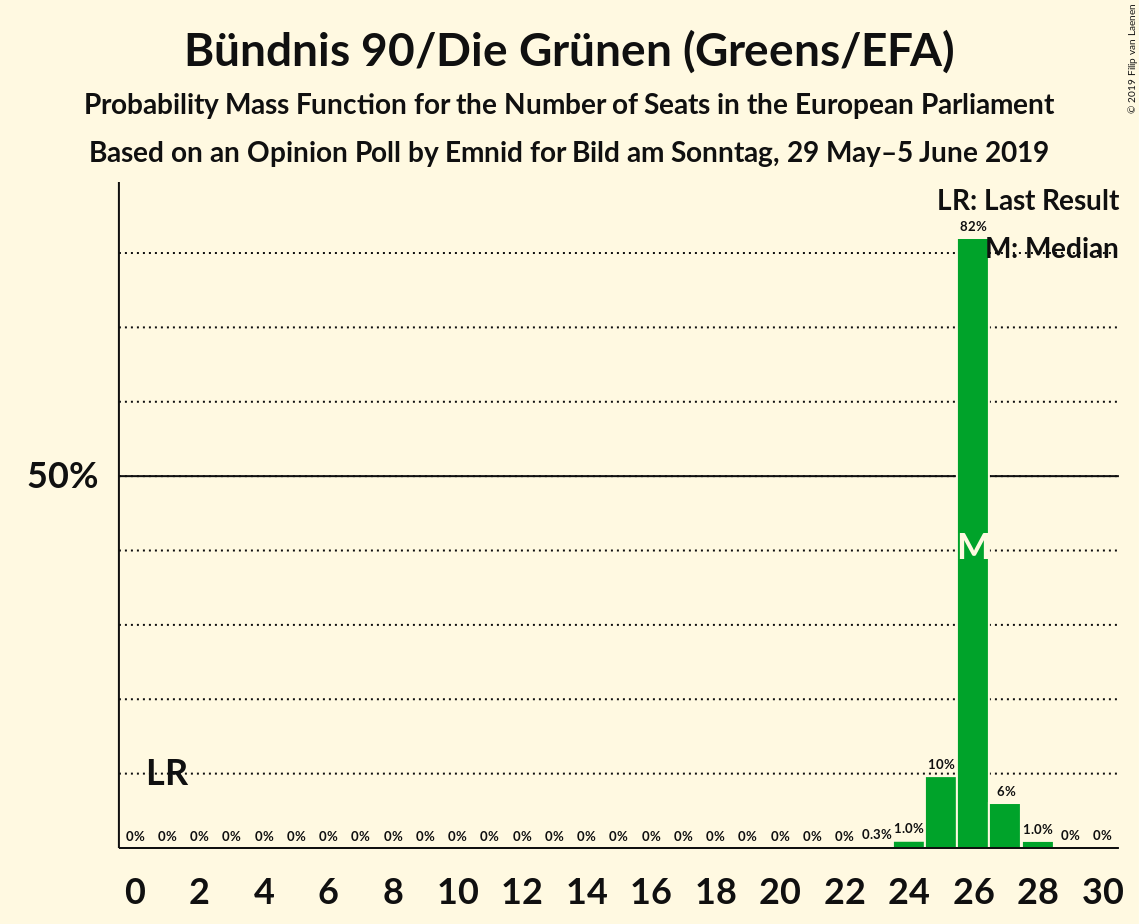 Bündnis 90/Die Grünen (Greens/EFA)
Probability Mass Function for the Number of Seats in the European Parliament
Based on an Opinion Poll by Emnid for Bild am Sonntag, 29 May–5 June 2019
© 2019 Filip van Laenen
LR: Last Result
82%
M: Median
50%
M
LR
10%
6%
0% 0% 0% 0% 0% 0% 0% 0% 0% 0% 0% 0% 0% 0% 0% 0% 0% 0% 0% 0% 0% 0% 0% 0.3% 1.0% 1.0% 0% 0%
0 2 4 6 8 10 12 14 16 18 20 22 24 26 28 30